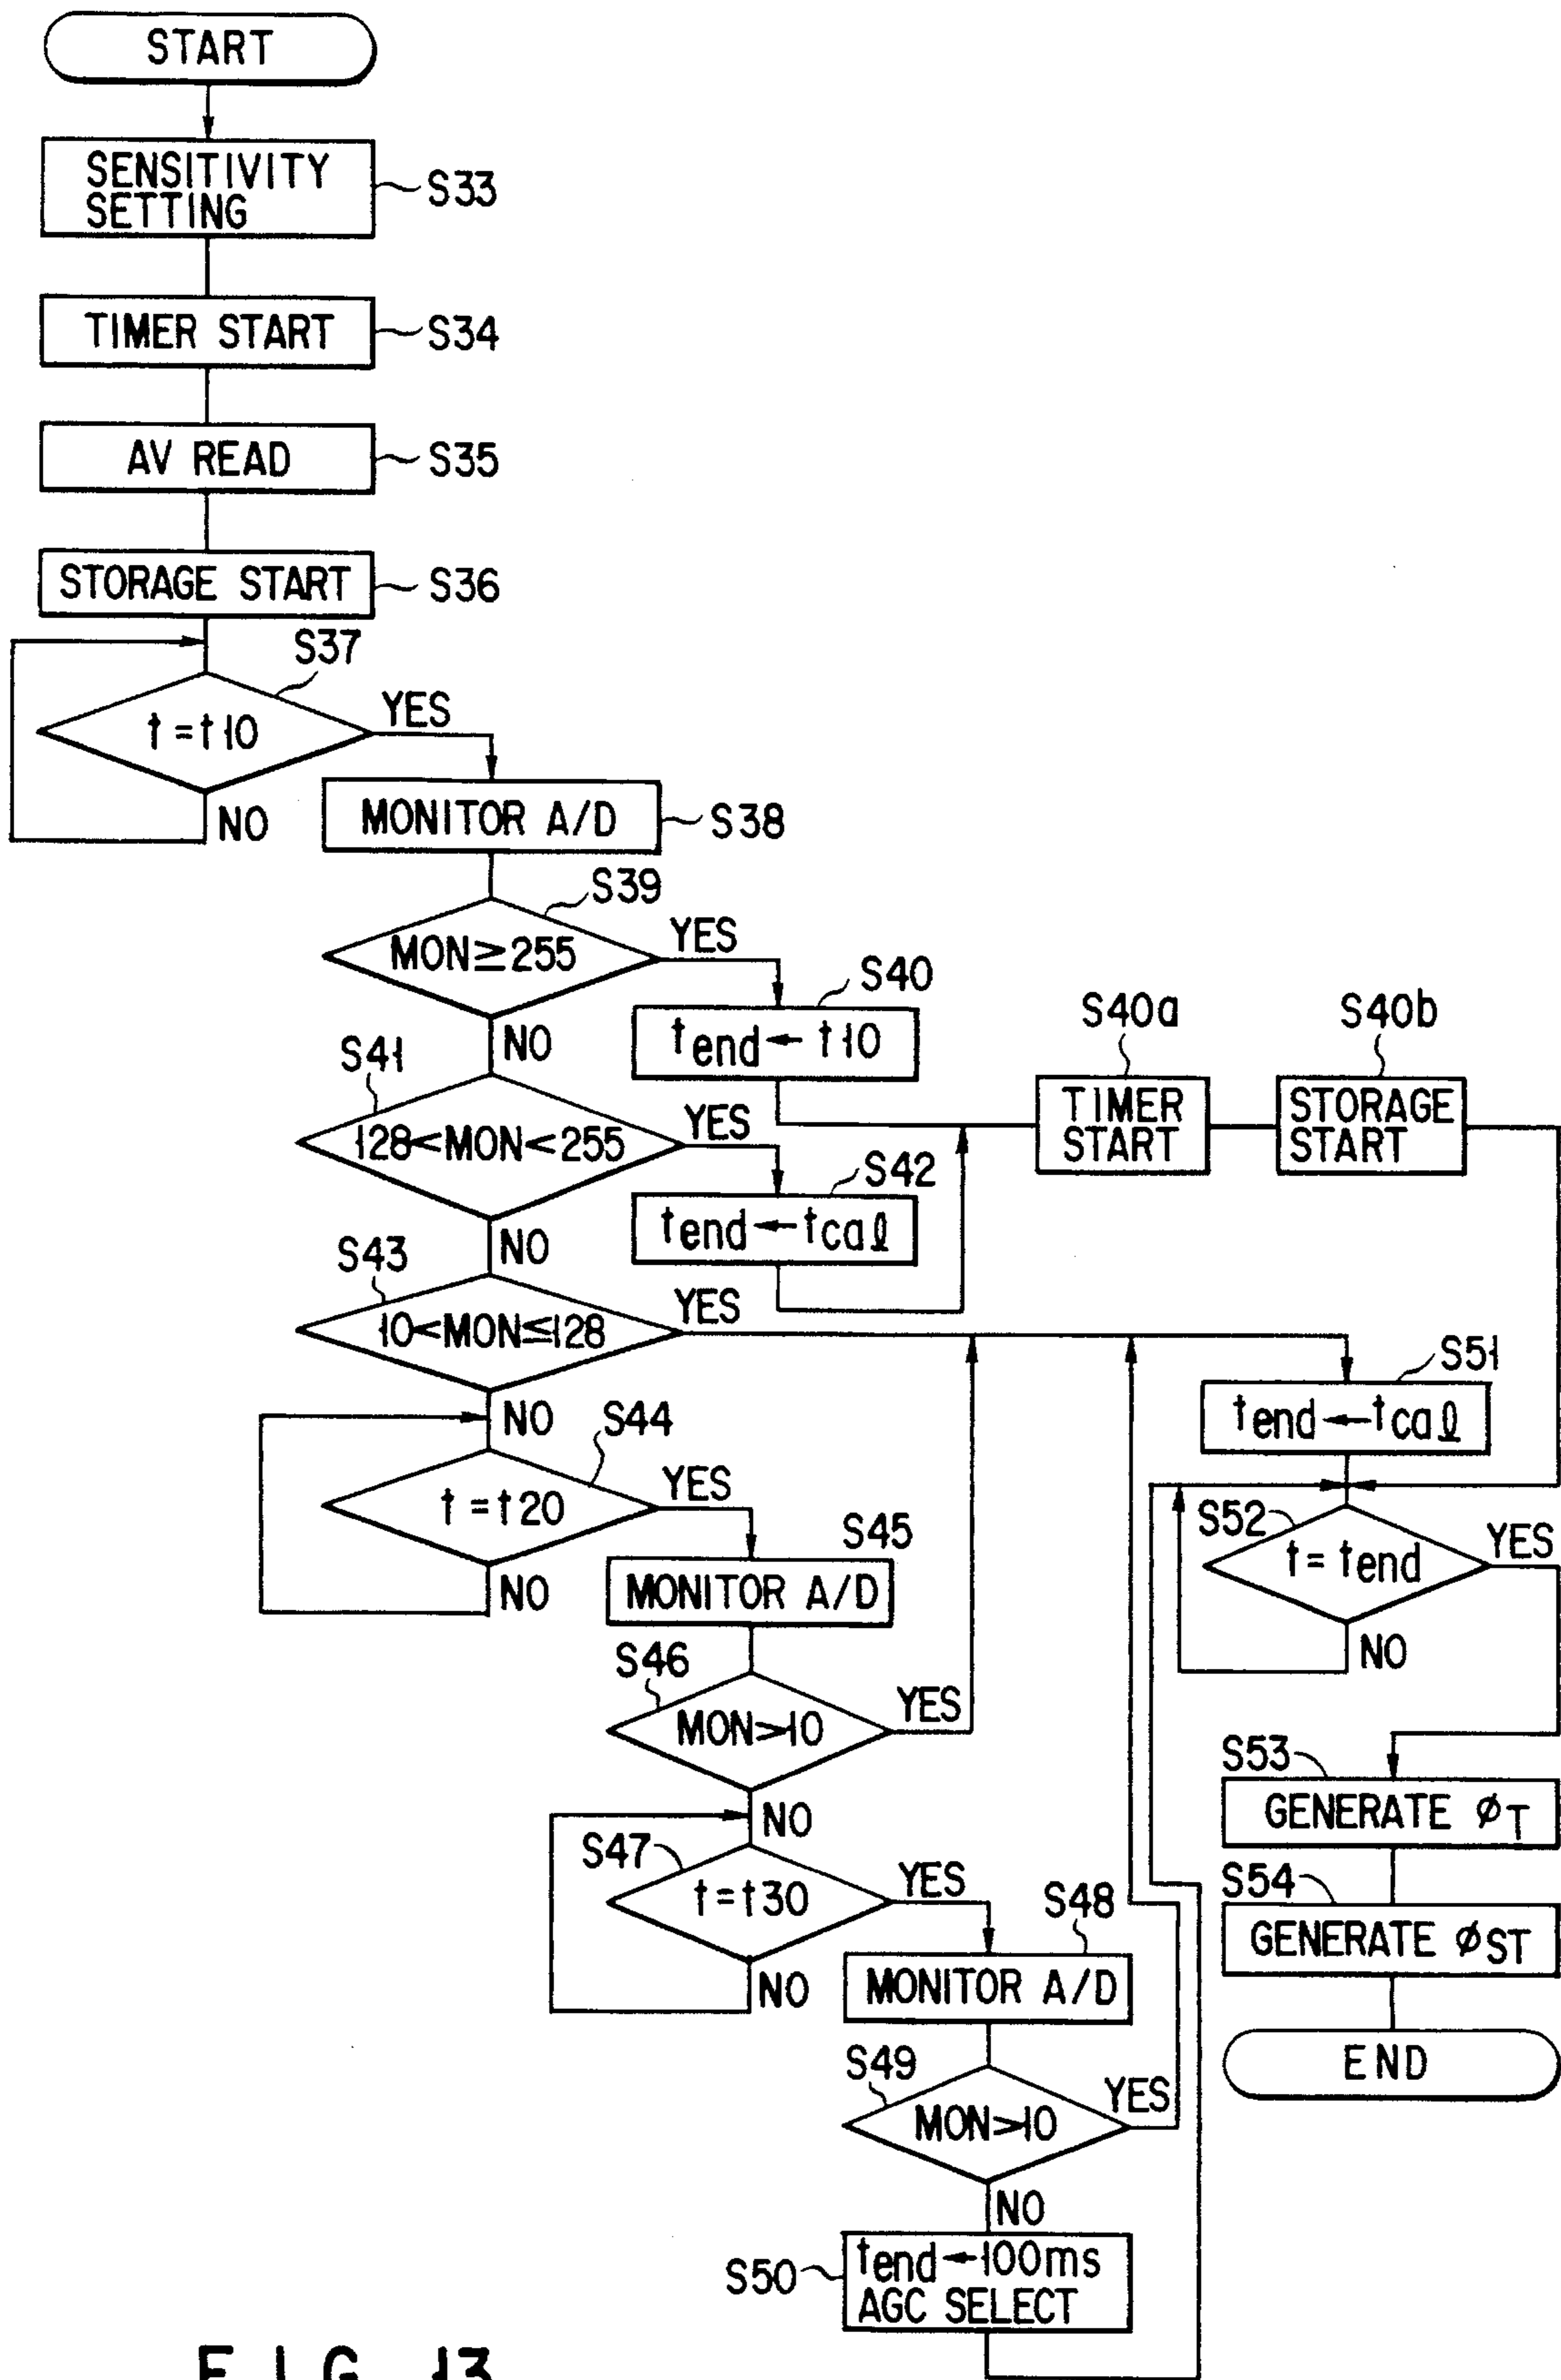 START
SENSITIVITY
SETTING
S33
TIMER START
S34
AV READ
S35
STORAGE START
S36
S37
t=t10
YES
NO
MONITOR A/D
S38
S39
MON≥255
YES
NO
S40
tend←t10
S40a
TIMER
START
S40b
STORAGE
START
S41
128<MON<255
YES
NO
S42
tend←tcal
S43
10<MON≤128
YES
NO
S51
tend←tcal
S44
t=t20
YES
NO
S45
MONITOR A/D
S52
t=tend
YES
NO
S46
MON>10
YES
NO
S53
GENERATE ØT
S47
t=t30
YES
NO
S48
MONITOR A/D
S54
GENERATE ØST
END
S49
MON>10
YES
NO
S50
tend←100ms
AGC SELECT
FIG. 13